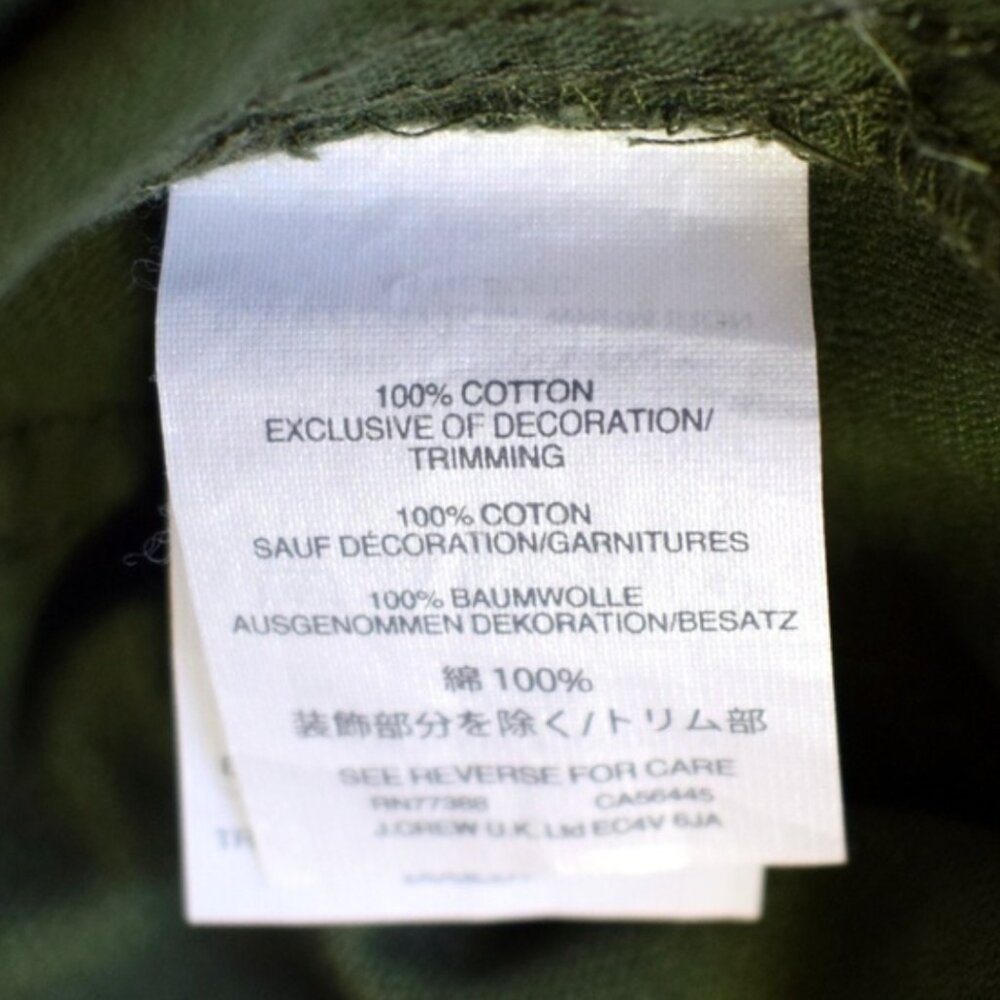 100% COTTON
EXCLUSIVE OF DECORATION/
TRIMMING
100% COTON
SAUF DÉCORATION/GARNITURES
100% BAUMWOLLE
AUSGENOMMEN DEKORATION/BESATZ
綿 100%
装飾部分を除く/トリム部
SEE REVERSE FOR CARE
RN77388 CA56445
J.CREW U.K. Ltd EC4V 6JA